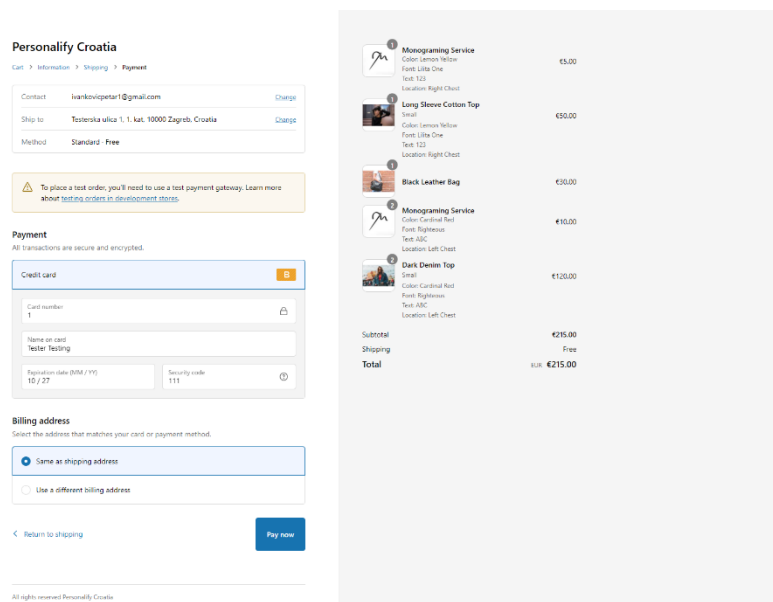 Personalify Croatia
Cart > Information > Shipping > Payment
Contact ivankovicpetar1@gmail.com Change
Ship to Testerska ulica 1, 1. kat, 10000 Zagreb, Croatia Change
Method Standard · Free
To place a test order, you'll need to use a test payment gateway. Learn more
about testing orders in development stores.
Payment
All transactions are secure and encrypted.
Credit card B
Card number
1
Name on card
Tester Testing
Expiration date (MM / YY) Security code
10 / 27 111
Billing address
Select the address that matches your card or payment method.
Same as shipping address
Use a different billing address
Return to shipping Pay now
All rights reserved Personalify Croatia
1
Monograming Service €5.00
Color: Lemon Yellow
Font: Lilita One
Text: 123
Location: Right Chest
1
Long Sleeve Cotton Top €50.00
Small
Color: Lemon Yellow
Font: Lilita One
Text: 123
Location: Right Chest
1
Black Leather Bag €30.00
2
Monograming Service €10.00
Color: Cardinal Red
Font: Righteous
Text: ABC
Location: Left Chest
2
Dark Denim Top €120.00
Small
Color: Cardinal Red
Font: Righteous
Text: ABC
Location: Left Chest
Subtotal €215.00
Shipping Free
Total EUR €215.00